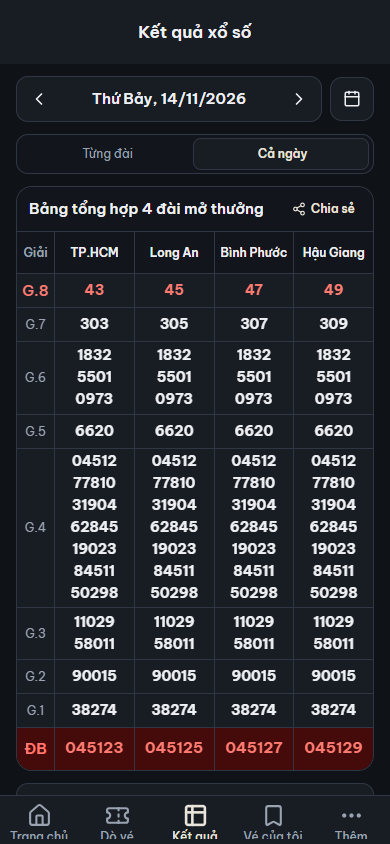 Kết quả xổ số
Thứ Bảy, 14/11/2026
Từng đài
Cả ngày
Bảng tổng hợp 4 đài mở thưởng
Chia sẻ
Giải TP.HCM Long An Bình Phước Hậu Giang
G.8 43 45 47 49
G.7 303 305 307 309
1832 1832 1832 1832
G.6 5501 5501 5501 5501
0973 0973 0973 0973
G.5 6620 6620 6620 6620
04512 04512 04512 04512
77810 77810 77810 77810
31904 31904 31904 31904
G.4 62845 62845 62845 62845
19023 19023 19023 19023
84511 84511 84511 84511
50298 50298 50298 50298
G.3 11029 11029 11029 11029
58011 58011 58011 58011
G.2 90015 90015 90015 90015
G.1 38274 38274 38274 38274
ĐB 045123 045125 045127 045129
Trang chủ Dò vé Kết quả Vé của tôi Thêm